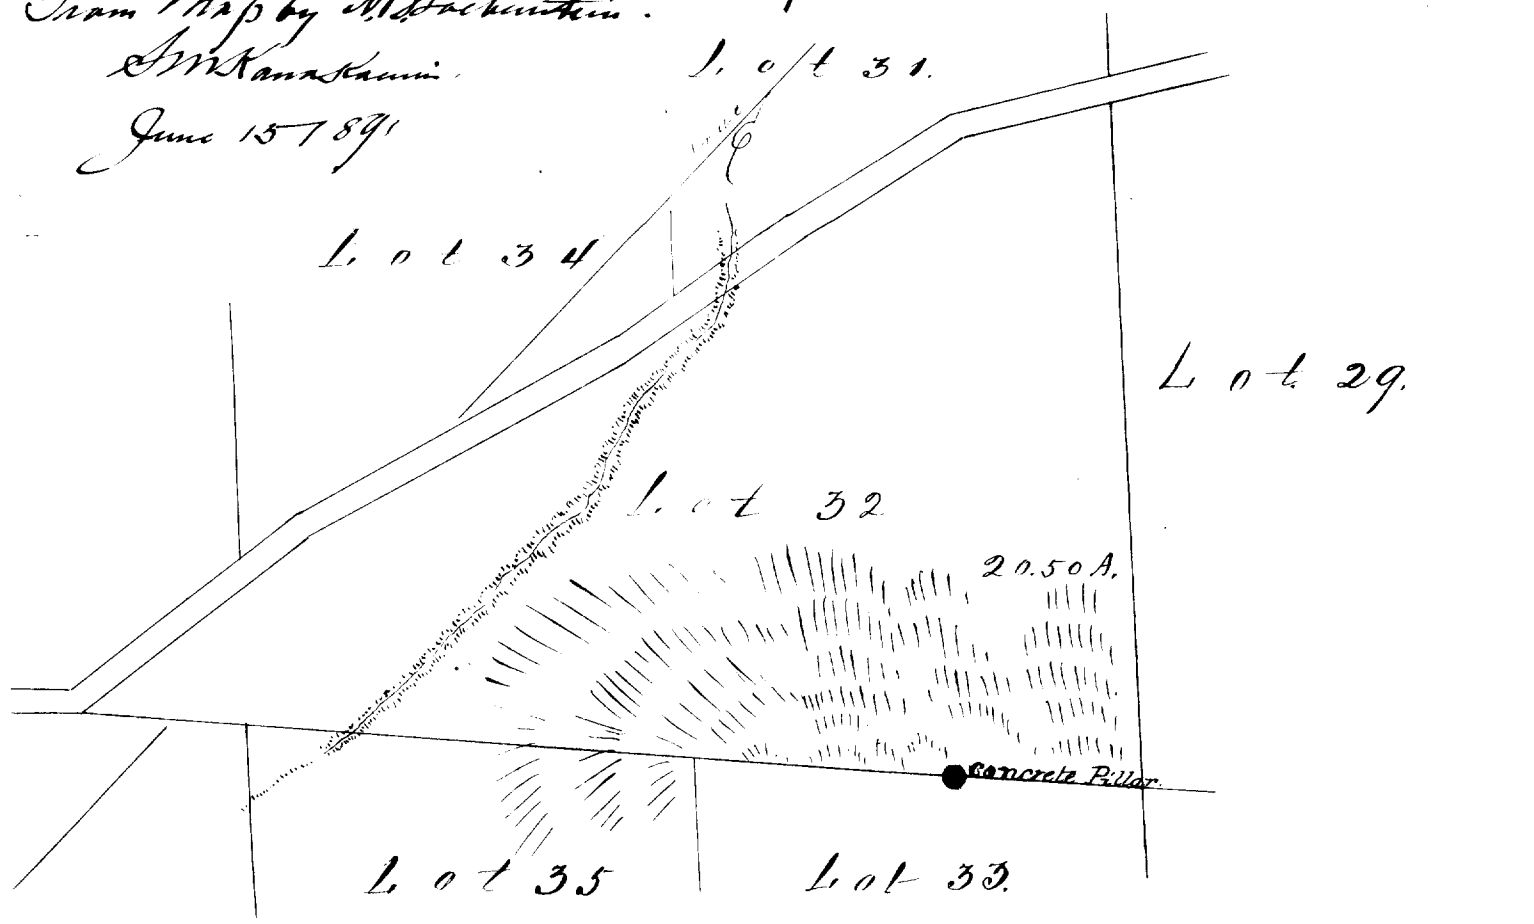 From Map by
S M Kanakanui
June 15 1891
Lot 31.
Lot 34
Lot 29.
Lot 32
20.50 A.
Concrete Pillar.
Lot 35
Lot 33.